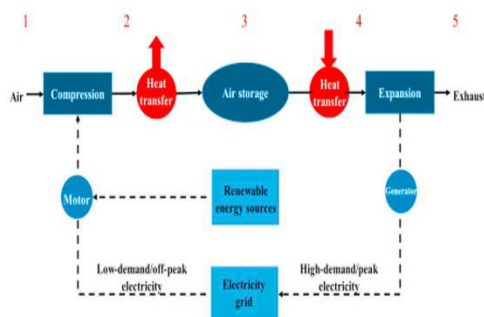 1 2 3 4 5
Air
Compression
Heat
transfer
Air storage
Heat
transfer
Expansion
Exhaust
Motor
Renewable
energy sources
Generator
Low-demand/off-peak
electricity
Electricity
grid
High-demand/peak
electricity